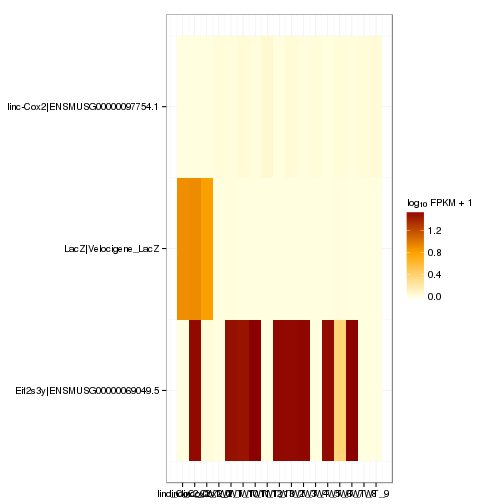 linc-Cox2|ENSMUSG00000097754.1
LacZ|Velocigene_LacZ
Eif2s3y|ENSMUSG00000069049.5
log10 FPKM + 1
1.2
0.8
0.4
0.0